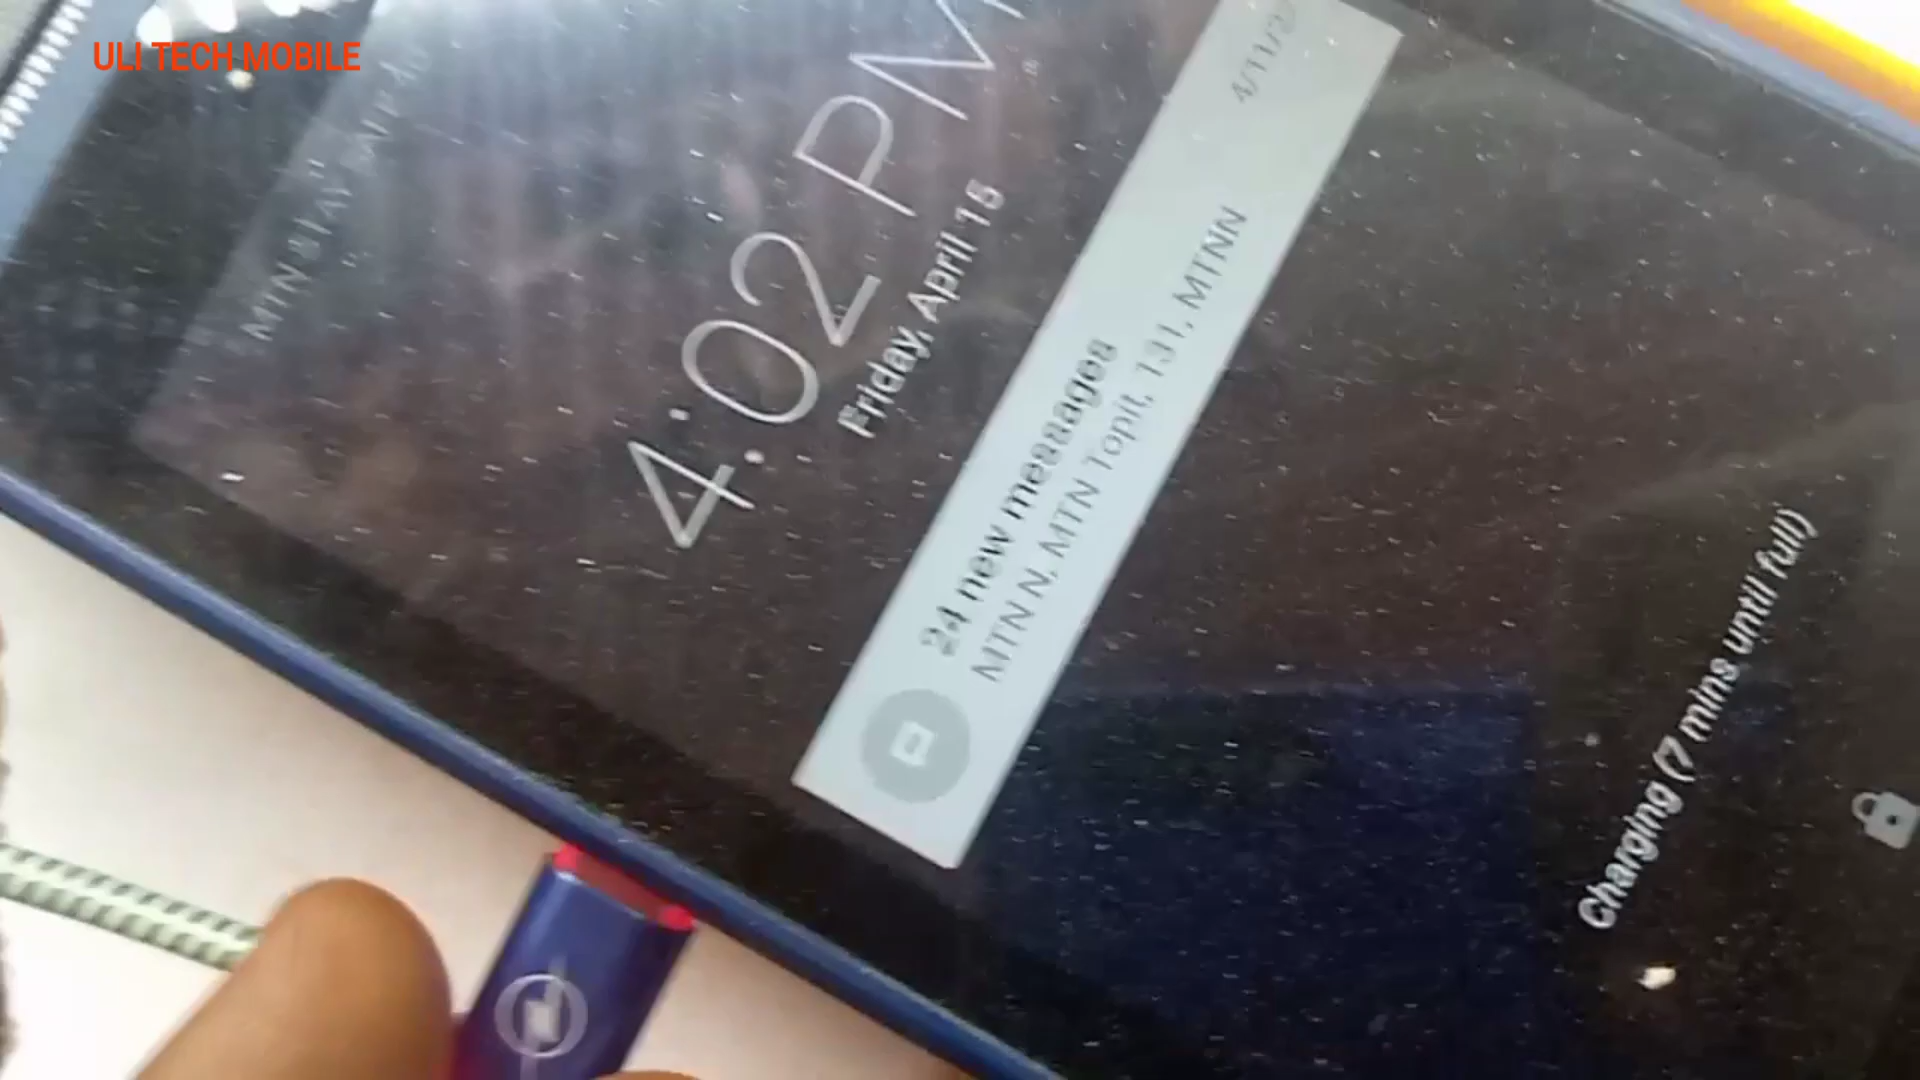 ULI TECH MOBILE
4:02 PM
Friday, April 15
24 new messages
MTN N, MTN Topit, 131, MTNN
Charging (7 mins until full)